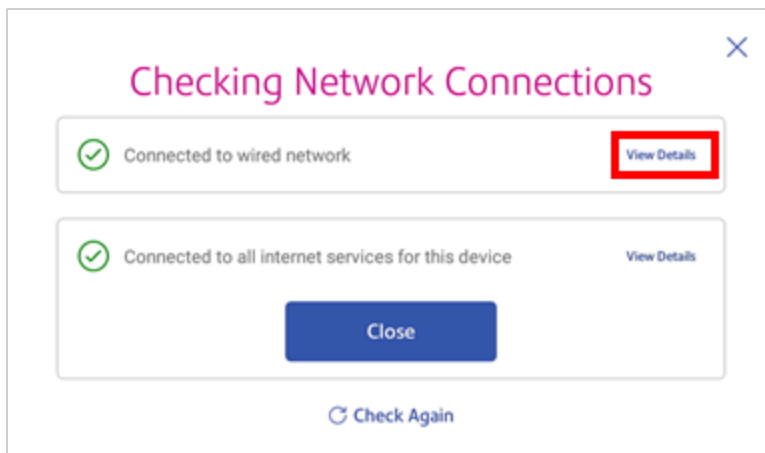 Checking Network Connections
Connected to wired network View Details
Connected to all internet services for this device View Details
Close
Check Again